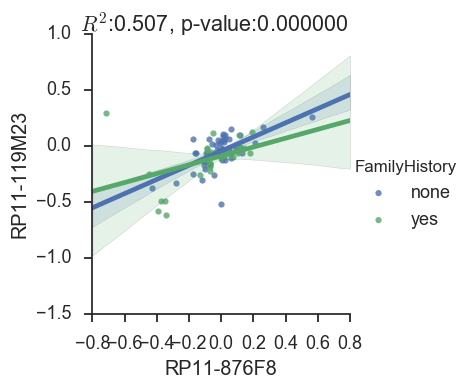 R²:0.507, p-value:0.000000
1.0
0.5
0.0
−0.5
−1.0
−1.5
RP11-119M23
−0.8 −0.6 −0.4 −0.2 0.0 0.2 0.4 0.6 0.8
RP11-876F8
FamilyHistory
none
yes